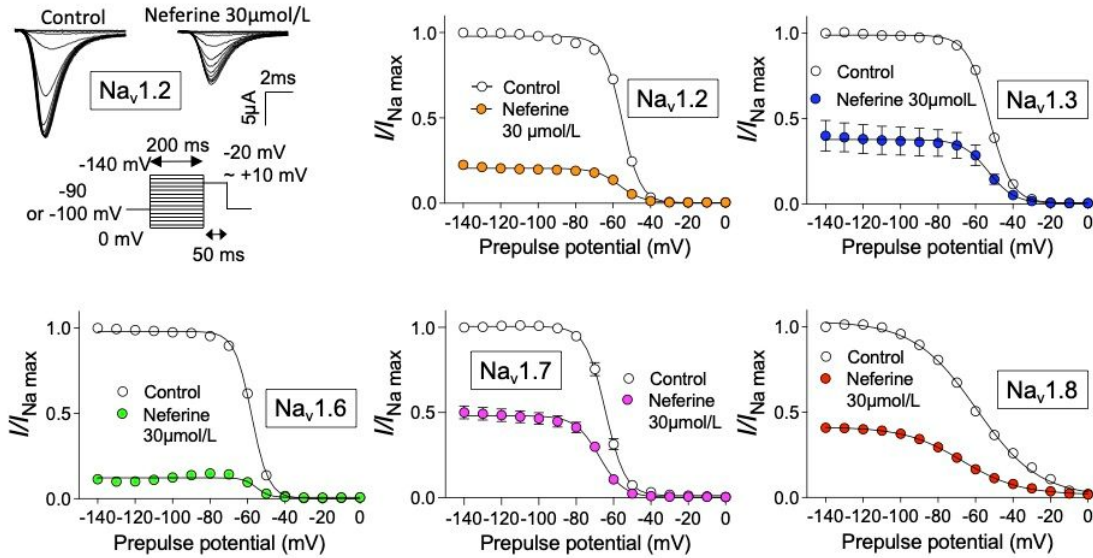 Control
Neferine 30μmol/L
Nav1.2
2ms
5μA
200 ms
-140 mV
-20 mV
~ +10 mV
-90
or -100 mV
0 mV
50 ms
I/INa max
1.0
0.5
0.0
Control
Neferine
30 μmol/L
Nav1.2
-140 -120 -100 -80 -60 -40 -20 0
Prepulse potential (mV)
I/INa max
1.0
0.5
0.0
Control
Neferine 30μmolL
Nav1.3
-140 -120 -100 -80 -60 -40 -20 0
Prepulse potential (mV)
I/INa max
1.0
0.5
0.0
Control
Neferine
30μmol/L
Nav1.6
-140 -120 -100 -80 -60 -40 -20 0
Prepulse potential (mV)
I/INa max
1.0
0.5
0.0
Nav1.7
Control
Neferine
30μmol/L
-140 -120 -100 -80 -60 -40 -20 0
Prepulse potential (mV)
I/INa max
1.0
0.5
0.0
Control
Neferine
30μmol/L
Nav1.8
-140 -120 -100 -80 -60 -40 -20 0
Prepulse potential (mV)